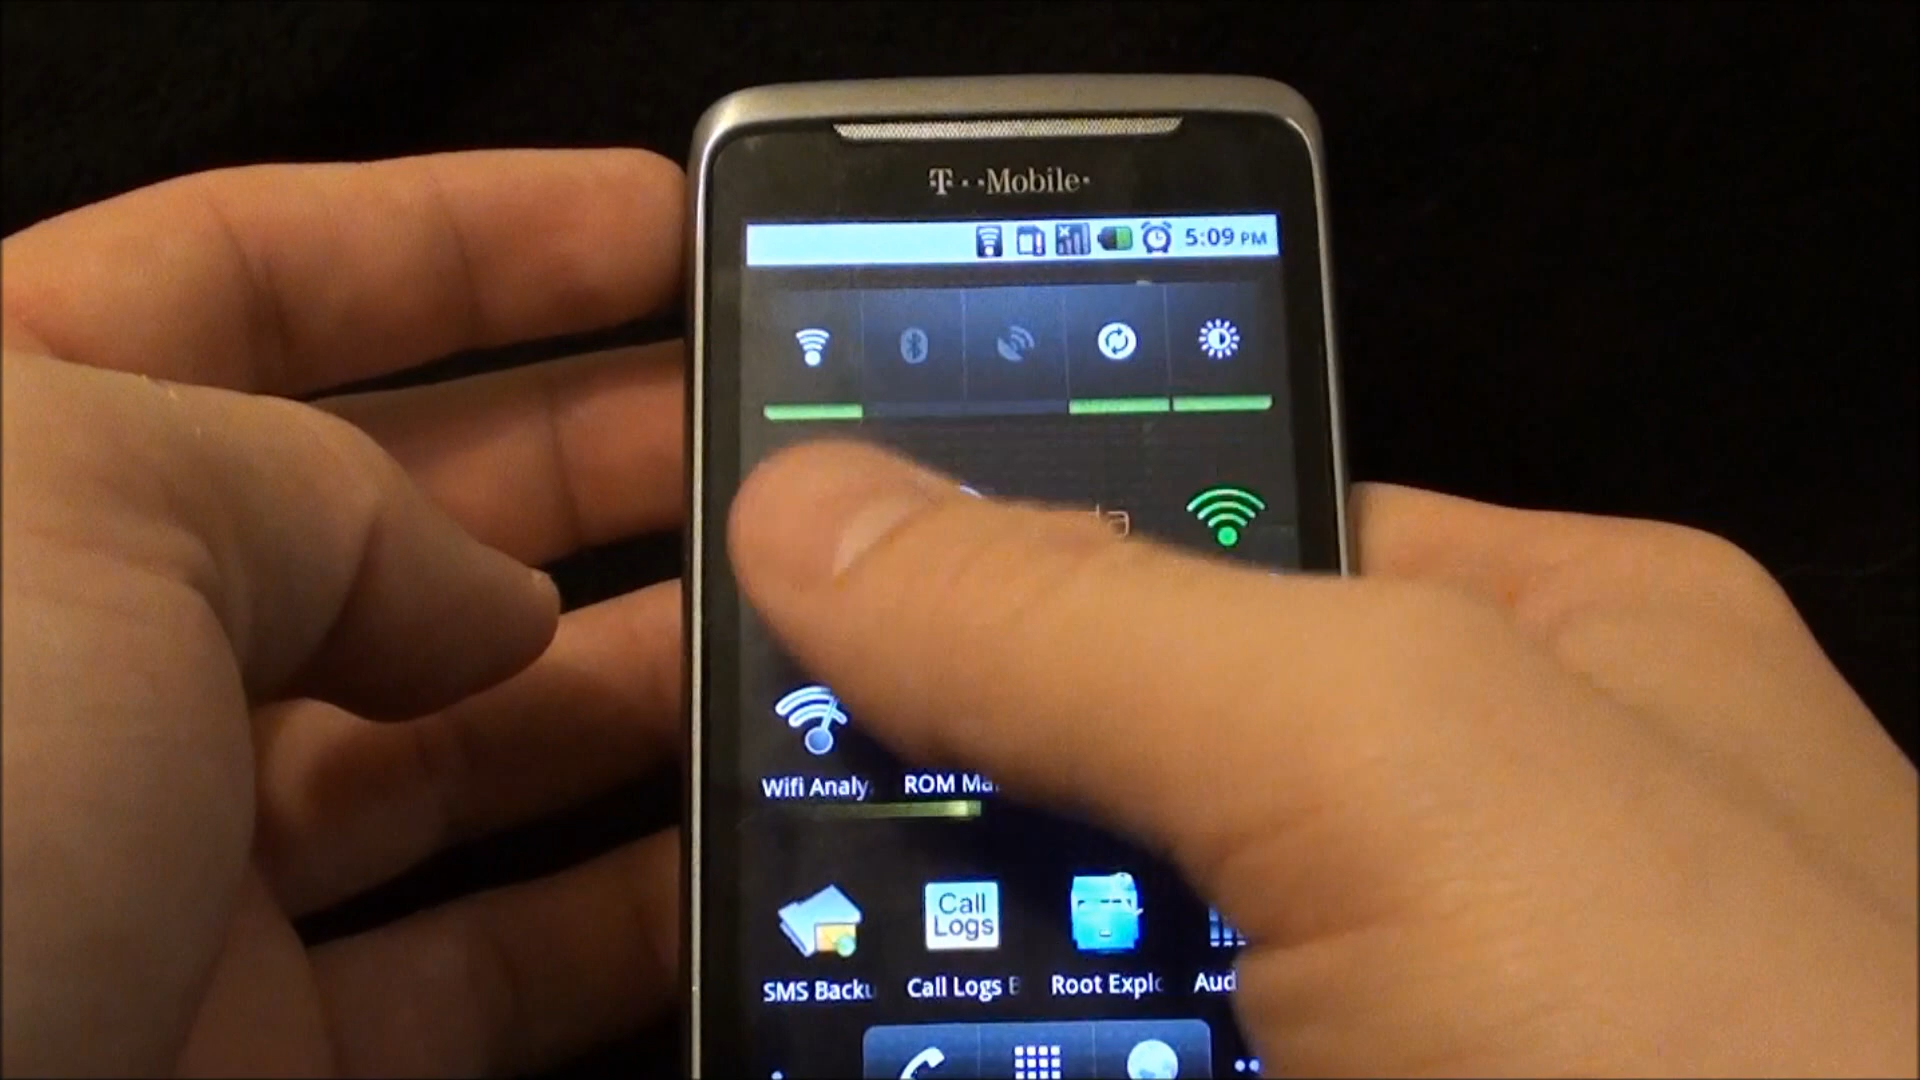 T··Mobile·
5:09 PM
Wifi Analy
ROM Ma
Call
Logs
SMS Backu
Call Logs B
Root Explo
Aud